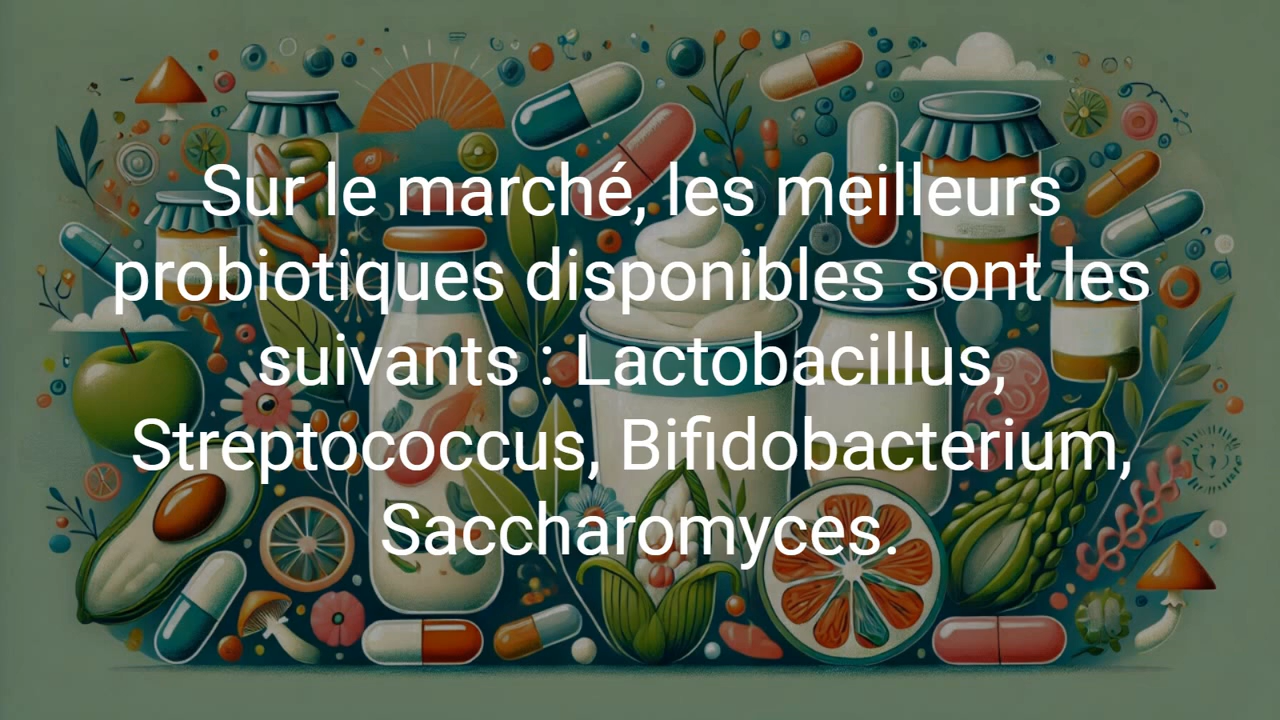 Sur le marché, les meilleurs
probiotiques disponibles sont les
suivants : Lactobacillus,
Streptococcus, Bifidobacterium,
Saccharomyces.